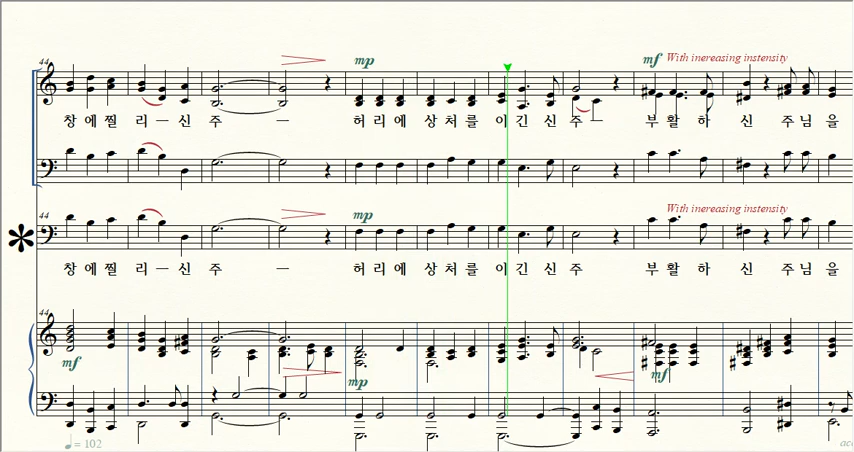 44
mp
mf With increasing instensity
창 에 찔 리 ─ 신 주 ─ 허 리 에 상 처 를 이 긴 신 주 ─ 부 활 하 신 주 님 을
44
mp
With increasing instensity
창 에 찔 리 ─ 신 주 ─ 허 리 에 상 처 를 이 긴 신 주 부 활 하 신 주 님 을
44
mf
mp
mf
= 102